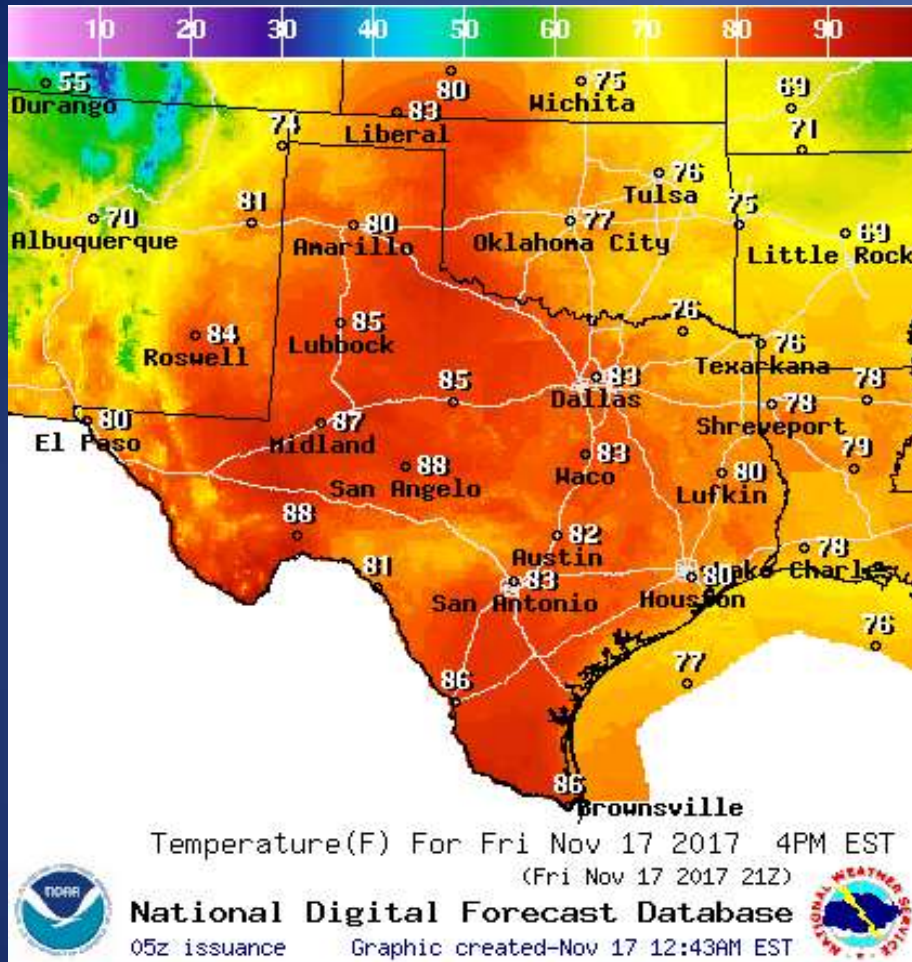 10 20 30 40 50 60 70 80 90
55
Durango
80
75
Wichita
83
Liberal
69
71
74
76
Tulsa
70
Albuquerque
81
80
Amarillo
77
Oklahoma City
75
69
Little Rock
84
Roswell
85
Lubbock
76
76
Texarkana
85
83
Dallas
78
78
Shreveport
80
El Paso
87
Midland
88
San Angelo
83
Waco
80
Lufkin
79
88
82
Austin
78
Lake Charles
81
83
San Antonio
80
Houston
76
77
86
86
Brownsville
Temperature(F) For Fri Nov 17 2017 4PM EST
(Fri Nov 17 2017 21Z)
NOAA
National Digital Forecast Database
05z issuance Graphic created-Nov 17 12:43AM EST
NATIONAL WEATHER SERVICE